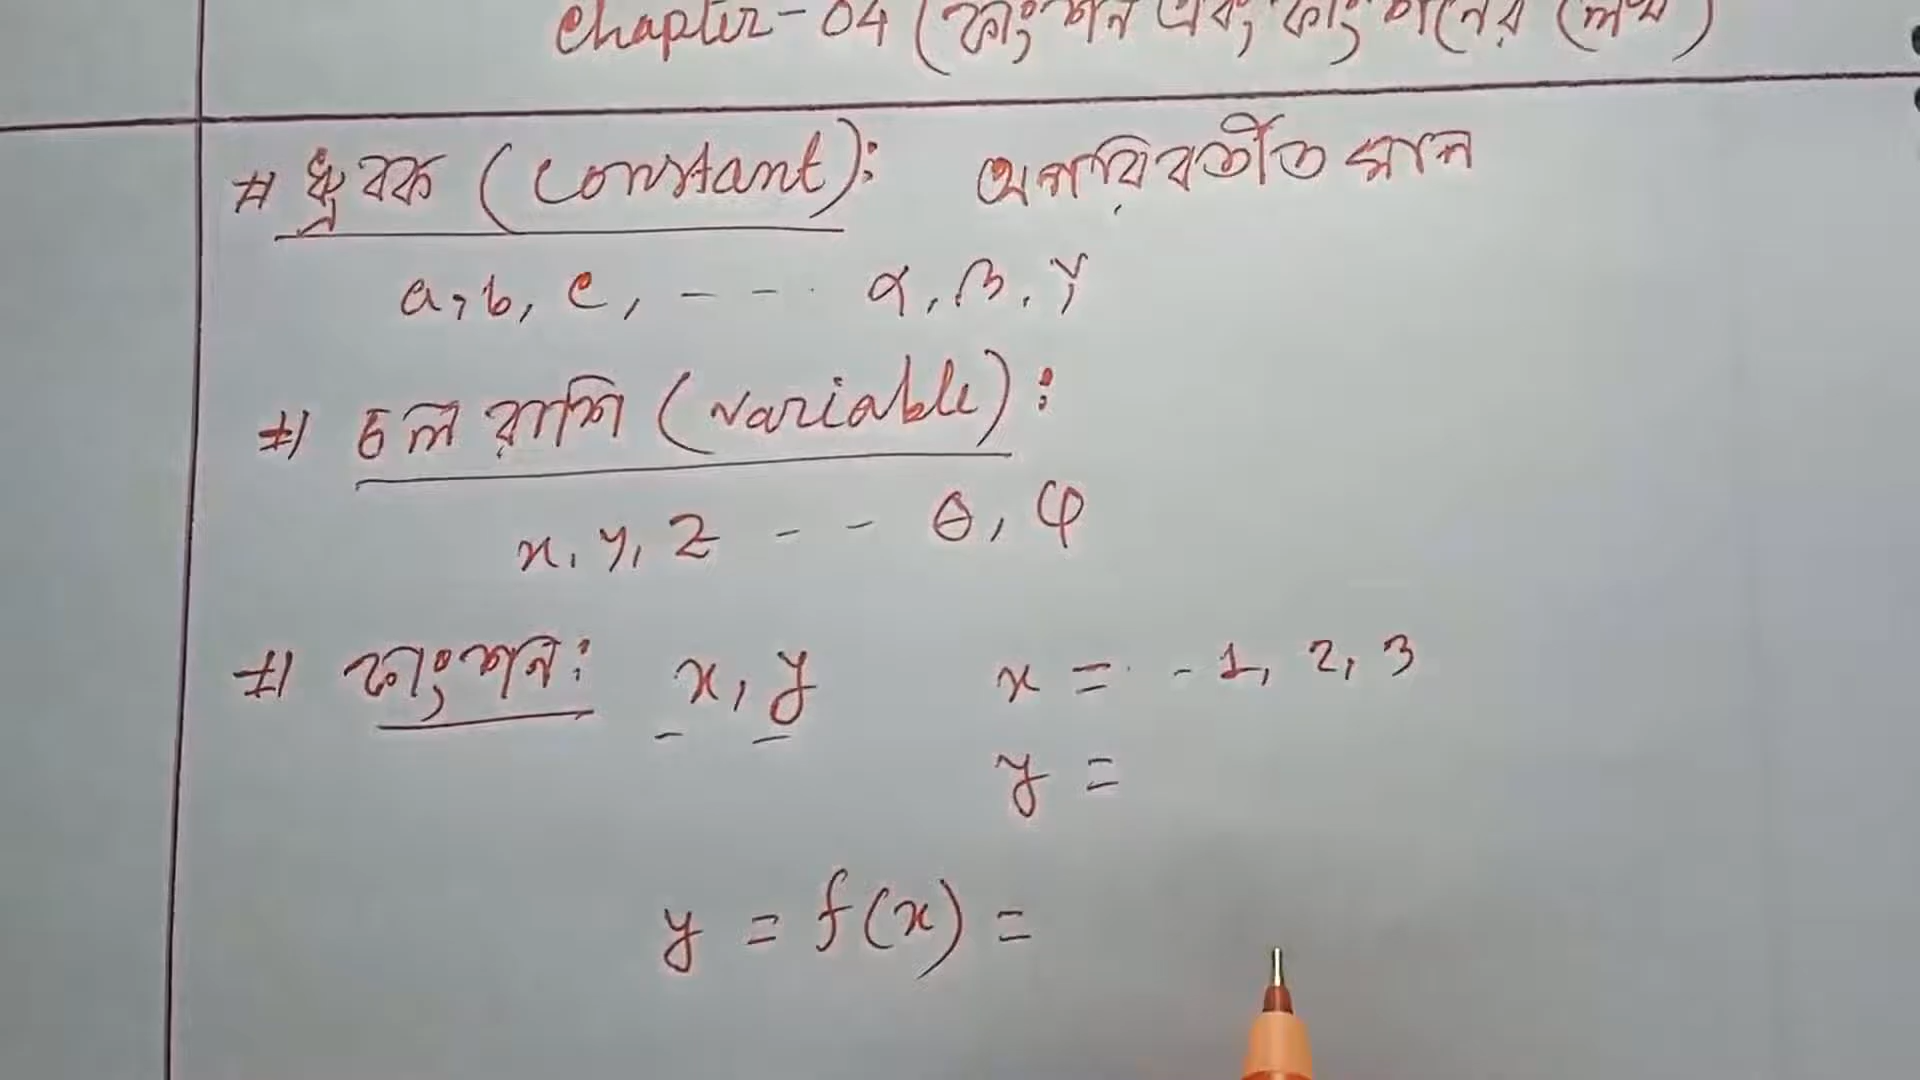 Chapter-04 (ফাংশন এবং ফাংশনের লেখ)
# ধ্রুবক (constant): অপরিবর্তীত মান
a, b, c, - - - α, β, γ
# চল রাশি (variable):
x, y, z - - θ, φ
# ফাংশন: x, y x = - 1, 2, 3
y =
y = f(x) =